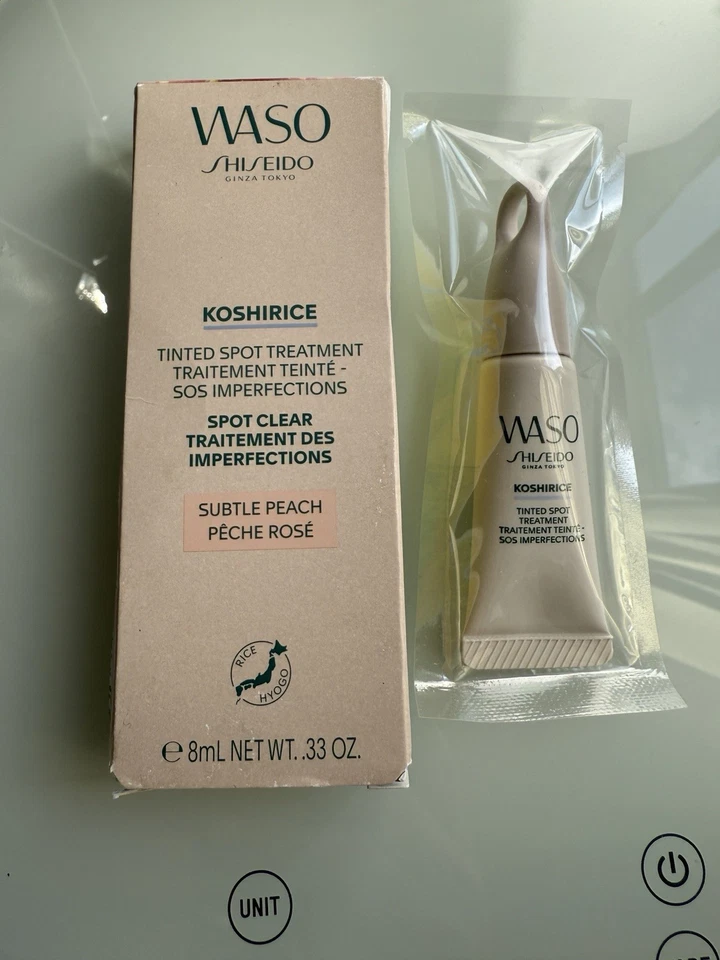 WASO
SHISEIDO
GINZA TOKYO
KOSHIRICE
TINTED SPOT TREATMENT
TRAITEMENT TEINTÉ -
SOS IMPERFECTIONS
SPOT CLEAR
TRAITEMENT DES
IMPERFECTIONS
SUBTLE PEACH
PÊCHE ROSÉ
RICE
HYOGO
℮ 8mL NET WT. .33 OZ.
WASO
SHISEIDO
GINZA TOKYO
KOSHIRICE
TINTED SPOT
TREATMENT
TRAITEMENT TEINTÉ-
SOS IMPERFECTIONS
UNIT